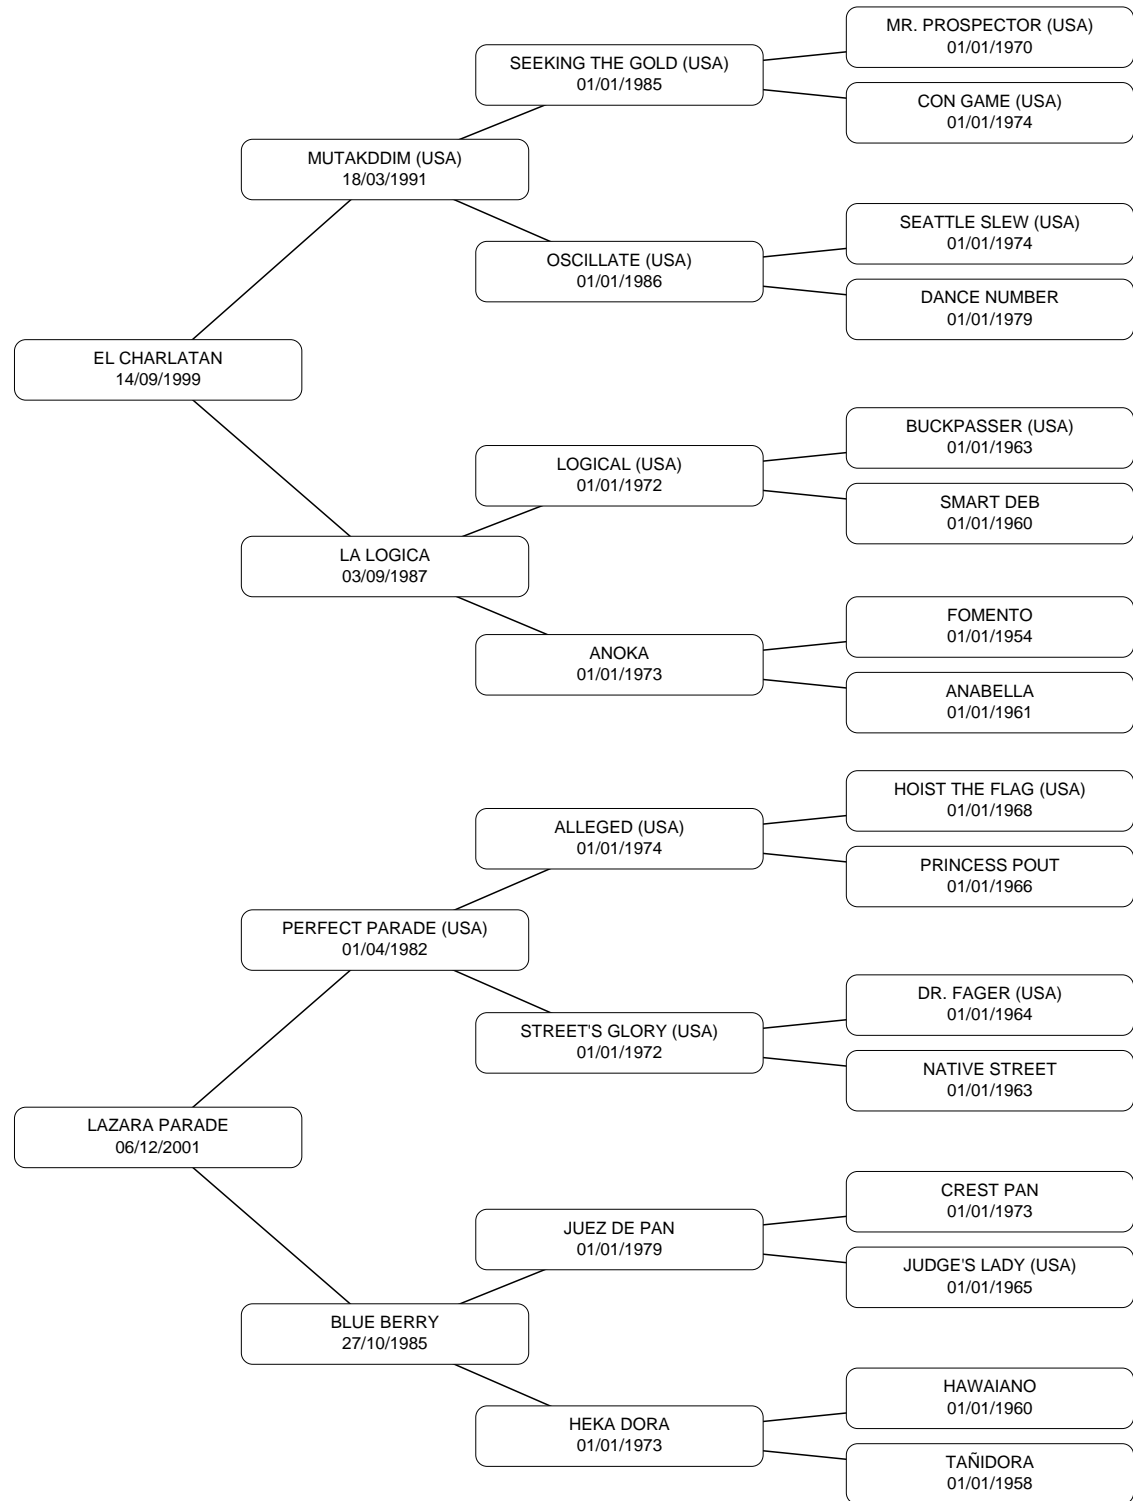 MR. PROSPECTOR (USA)
01/01/1970
SEEKING THE GOLD (USA)
01/01/1985
CON GAME (USA)
01/01/1974
MUTAKDDIM (USA)
18/03/1991
SEATTLE SLEW (USA)
01/01/1974
OSCILLATE (USA)
01/01/1986
DANCE NUMBER
01/01/1979
EL CHARLATAN
14/09/1999
BUCKPASSER (USA)
01/01/1963
LOGICAL (USA)
01/01/1972
SMART DEB
01/01/1960
LA LOGICA
03/09/1987
FOMENTO
01/01/1954
ANOKA
01/01/1973
ANABELLA
01/01/1961
HOIST THE FLAG (USA)
01/01/1968
ALLEGED (USA)
01/01/1974
PRINCESS POUT
01/01/1966
PERFECT PARADE (USA)
01/04/1982
DR. FAGER (USA)
01/01/1964
STREET'S GLORY (USA)
01/01/1972
NATIVE STREET
01/01/1963
LAZARA PARADE
06/12/2001
CREST PAN
01/01/1973
JUEZ DE PAN
01/01/1979
JUDGE'S LADY (USA)
01/01/1965
BLUE BERRY
27/10/1985
HAWAIANO
01/01/1960
HEKA DORA
01/01/1973
TAÑIDORA
01/01/1958